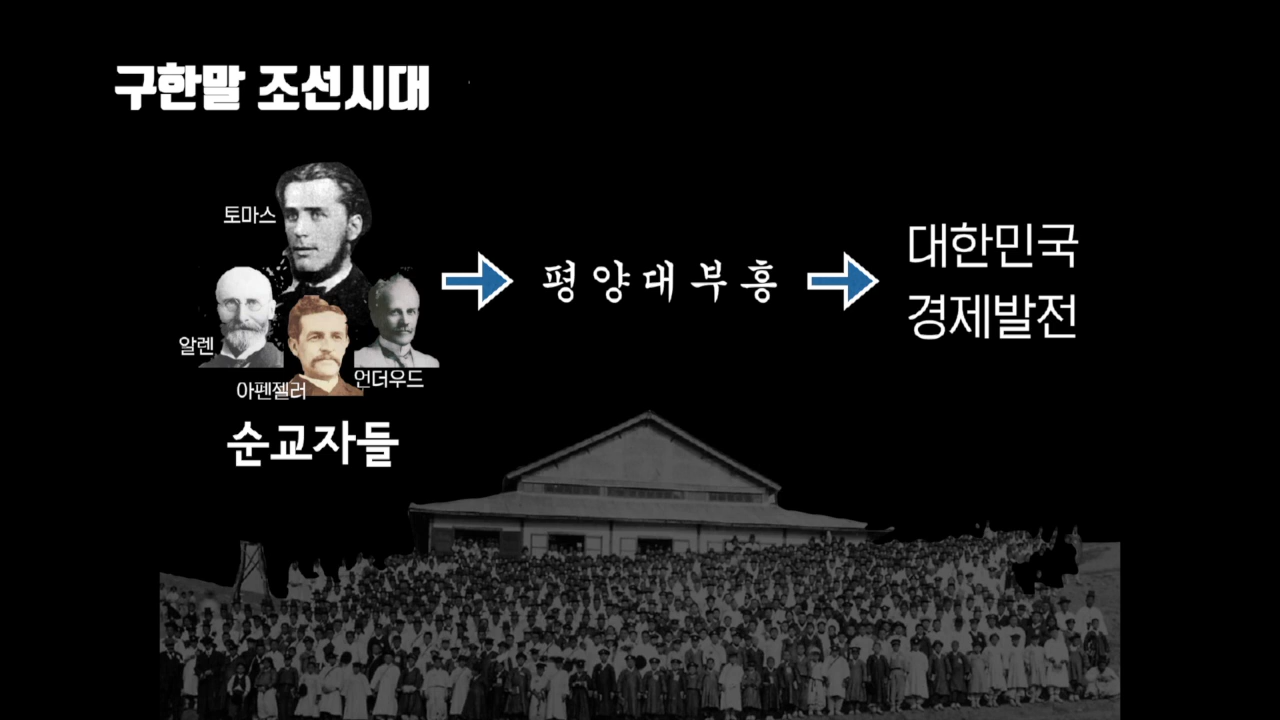 구한말 조선시대
토마스
알렌
아펜젤러
언더우드
순교자들
평양대부흥
대한민국
경제발전